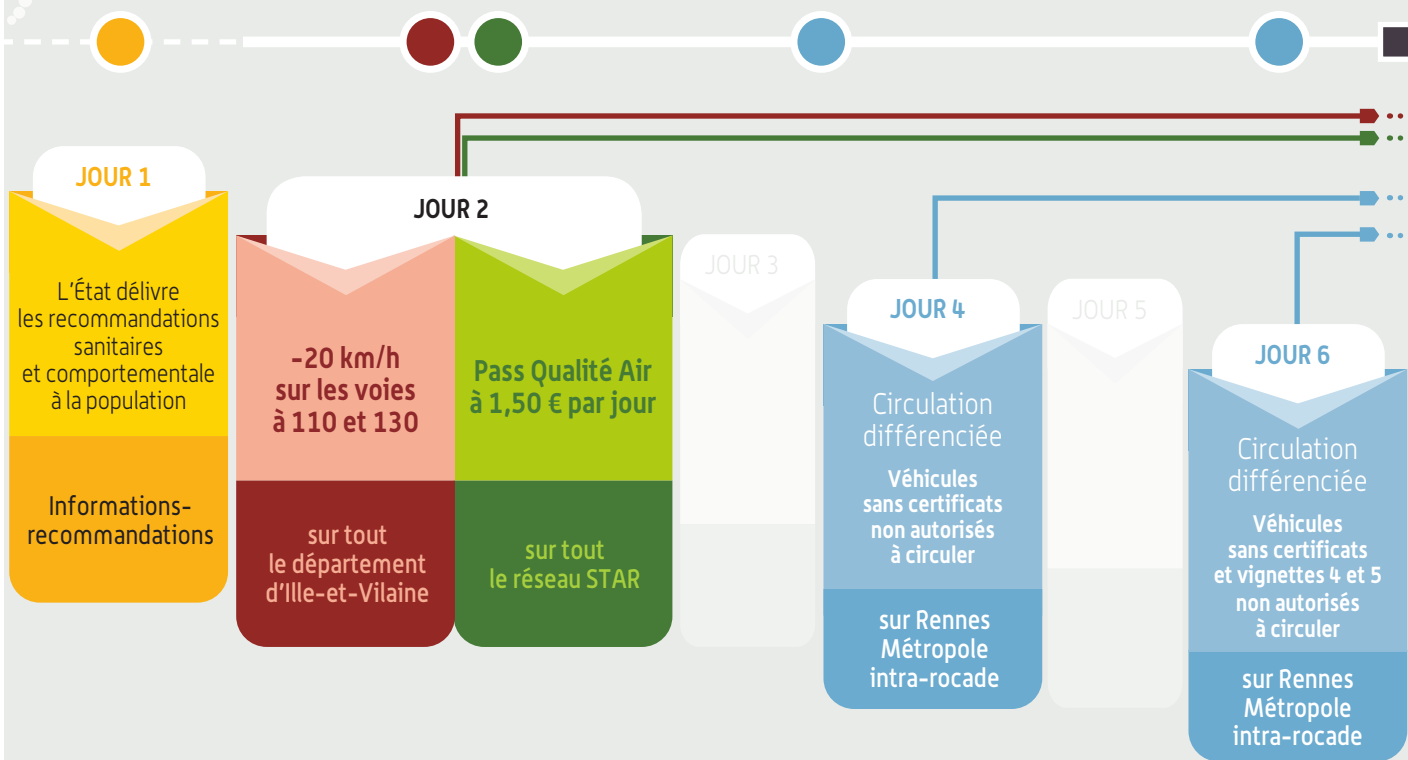 JOUR 1
L'État délivre
les recommandations
sanitaires
et comportementale
à la population
Informations-
recommandations
JOUR 2
-20 km/h
sur les voies
à 110 et 130
sur tout
le département
d'Ille-et-Vilaine
Pass Qualité Air
à 1,50 € par jour
sur tout
le réseau STAR
JOUR 3
JOUR 4
Circulation
différenciée
Véhicules
sans certificats
non autorisés
à circuler
sur Rennes
Métropole
intra-rocade
JOUR 5
JOUR 6
Circulation
différenciée
Véhicules
sans certificats
et vignettes 4 et 5
non autorisés
à circuler
sur Rennes
Métropole
intra-rocade